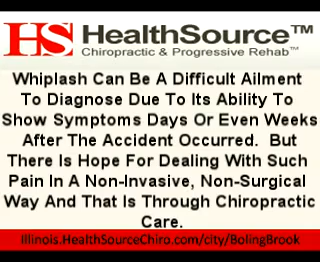 HS HealthSource™
Chiropractic & Progressive Rehab™
Whiplash Can Be A Difficult Ailment
To Diagnose Due To Its Ability To
Show Symptoms Days Or Even Weeks
After The Accident Occurred.  But
There Is Hope For Dealing With Such
Pain In A Non-Invasive, Non-Surgical
Way And That Is Through Chiropractic
Care.
Illinois.HealthSourceChiro.com/city/BolingBrook